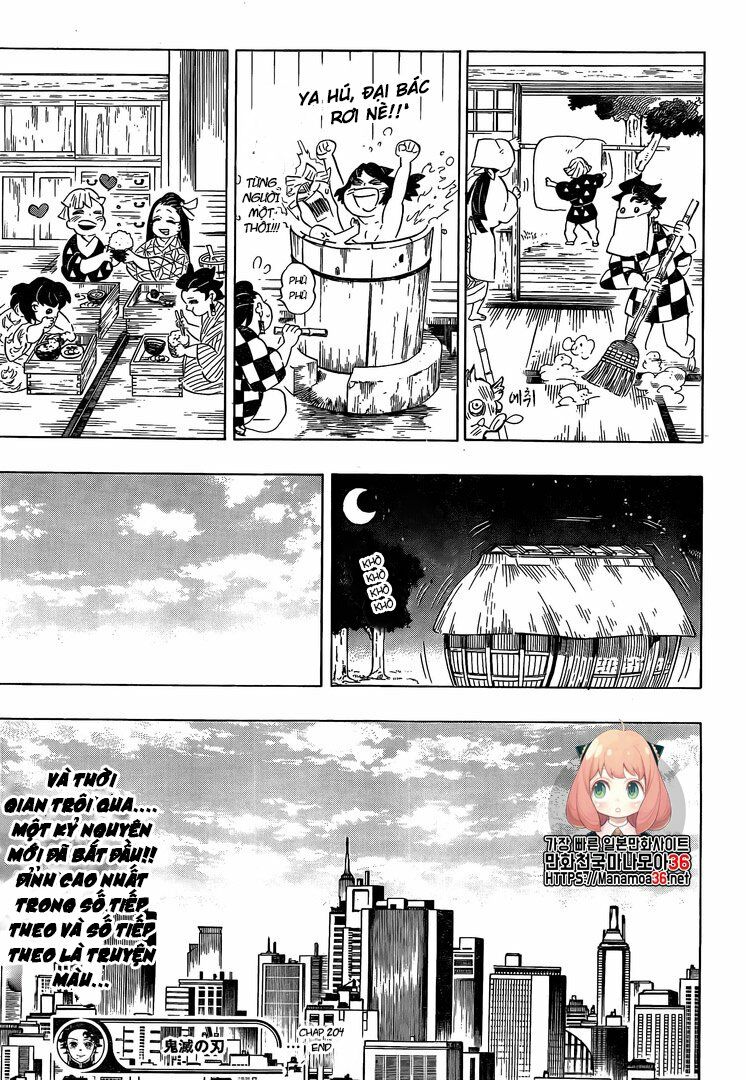 에취
YA HÚ, ĐẠI BÁC
RƠI NÈ!!
TỪNG
NGƯỜI
MỘT
THÔI!!!
PHÙ
PHÙ
KHÒ
KHÒ
KHÒ
KHÒ
VÀ THỜI
GIAN TRÔI QUA....
MỘT KỶ NGUYÊN
MỚI ĐÃ BẮT ĐẦU!!
ĐỈNH CAO NHẤT
TRONG SỐ TIẾP
THEO VÀ SỐ TIẾP
THEO LÀ TRUYỆN
MÀU...
가장 빠른 일본만화사이트
만화천국마나모아36
HTTPS://Manamoa36.net
鬼滅の刃
CHAP 204
END